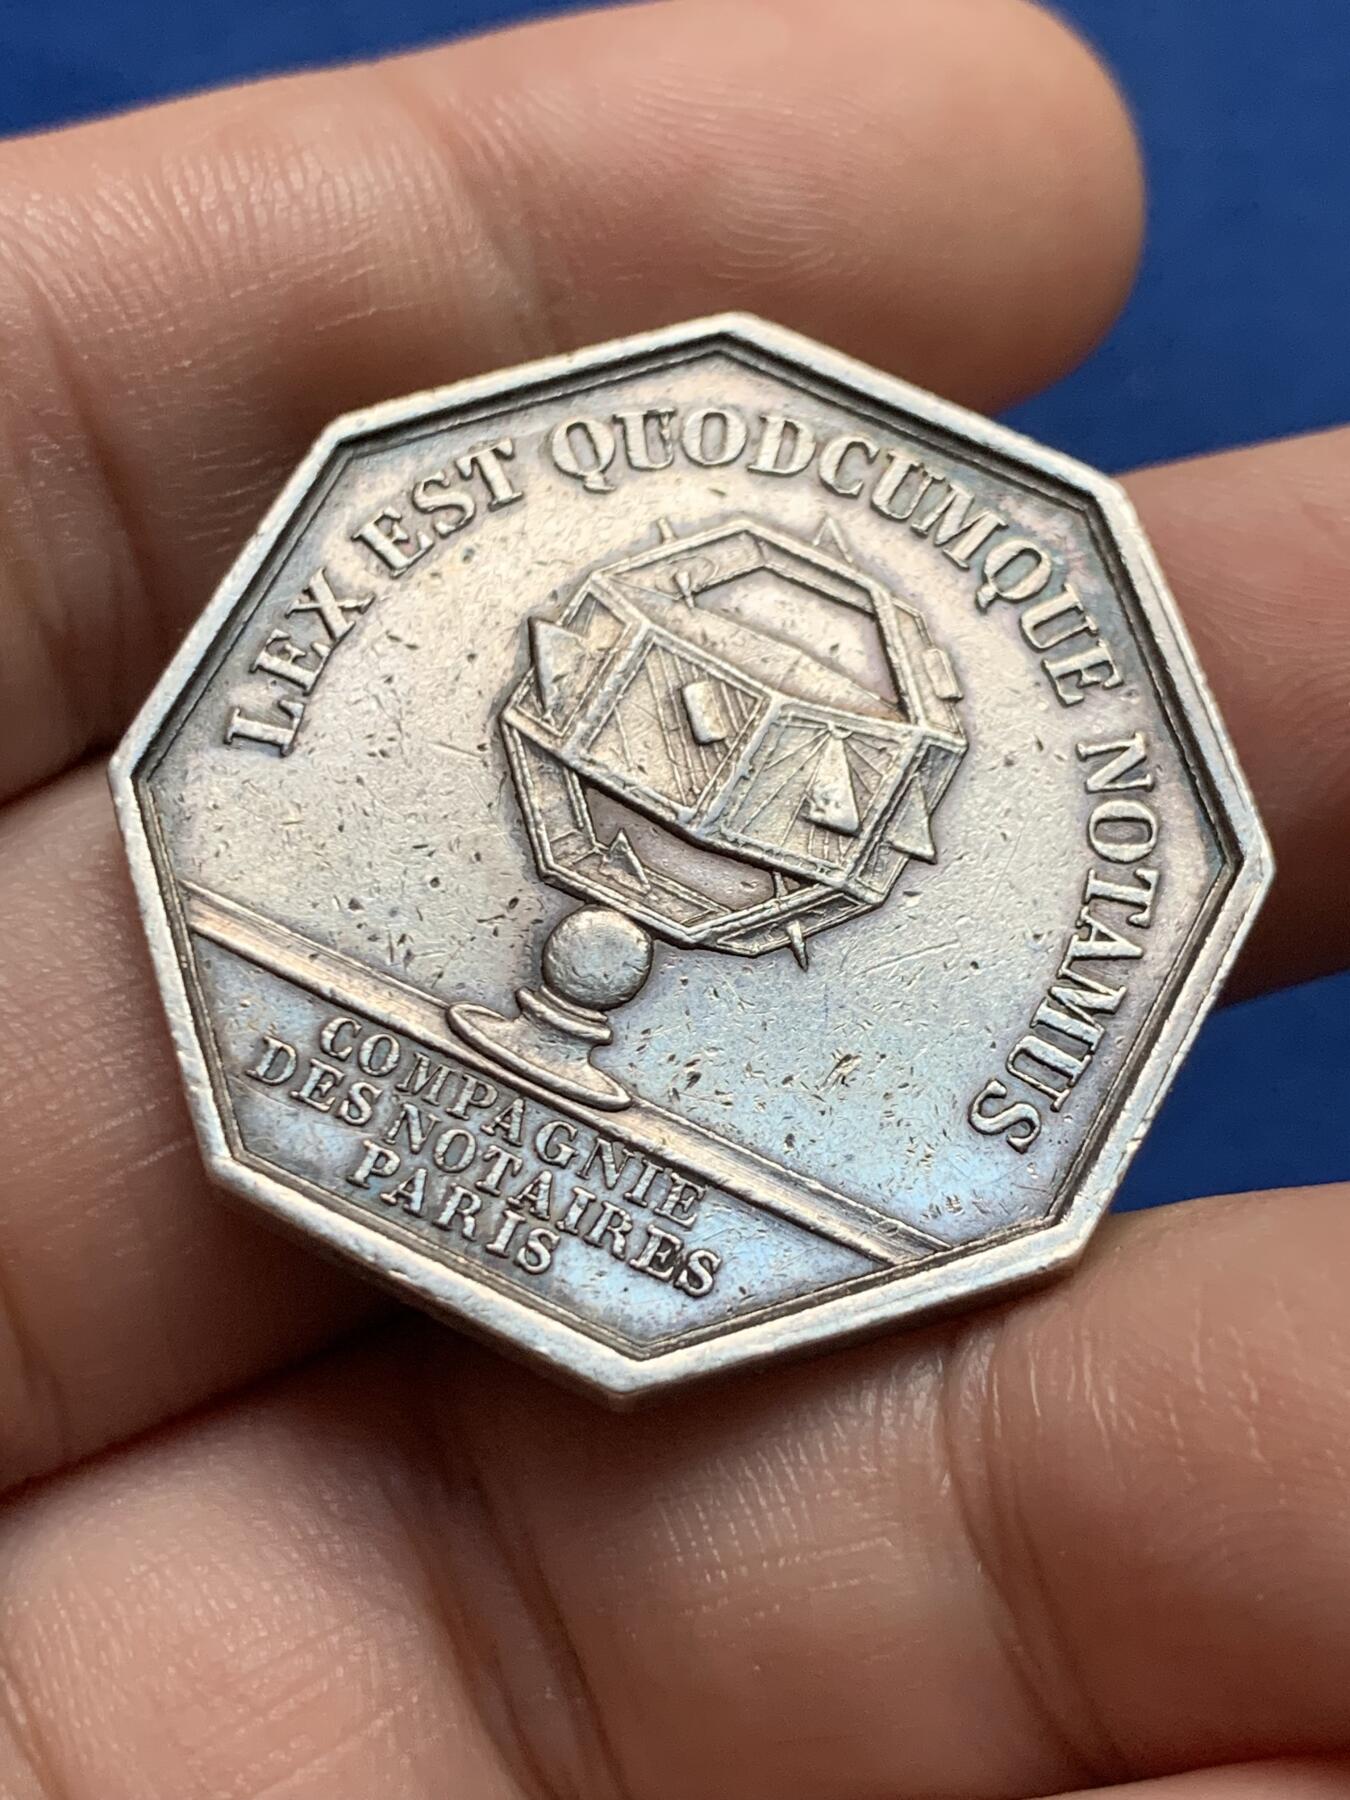 LEX EST QUODCUMQUE NOTAMUS
COMPAGNIE
DES NOTAIRES
PARIS